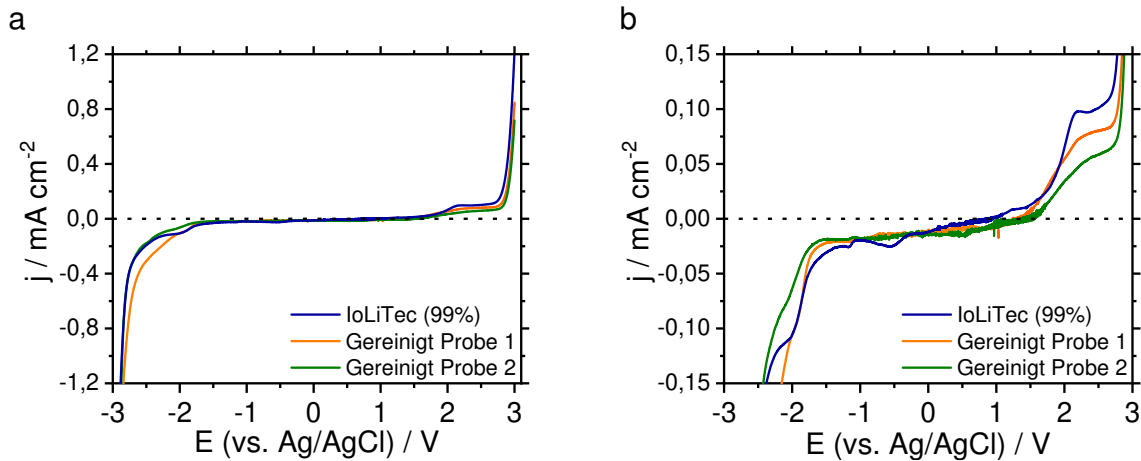 a
1,2
0,8
0,4
0,0
-0,4
-0,8
-1,2
j / mA cm-2
-3 -2 -1 0 1 2 3
E (vs. Ag/AgCl) / V
IoLiTec (99%)
Gereinigt Probe 1
Gereinigt Probe 2
b
0,15
0,10
0,05
0,00
-0,05
-0,10
-0,15
j / mA cm-2
-3 -2 -1 0 1 2 3
E (vs. Ag/AgCl) / V
IoLiTec (99%)
Gereinigt Probe 1
Gereinigt Probe 2